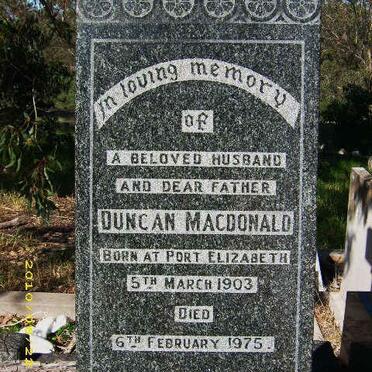 in loving memory
of
A BELOVED HUSBAND
AND DEAR FATHER
DUNCAN MACDONALD
BORN AT PORT ELIZABETH
5TH MARCH 1903
DIED
6TH FEBRUARY 1975.